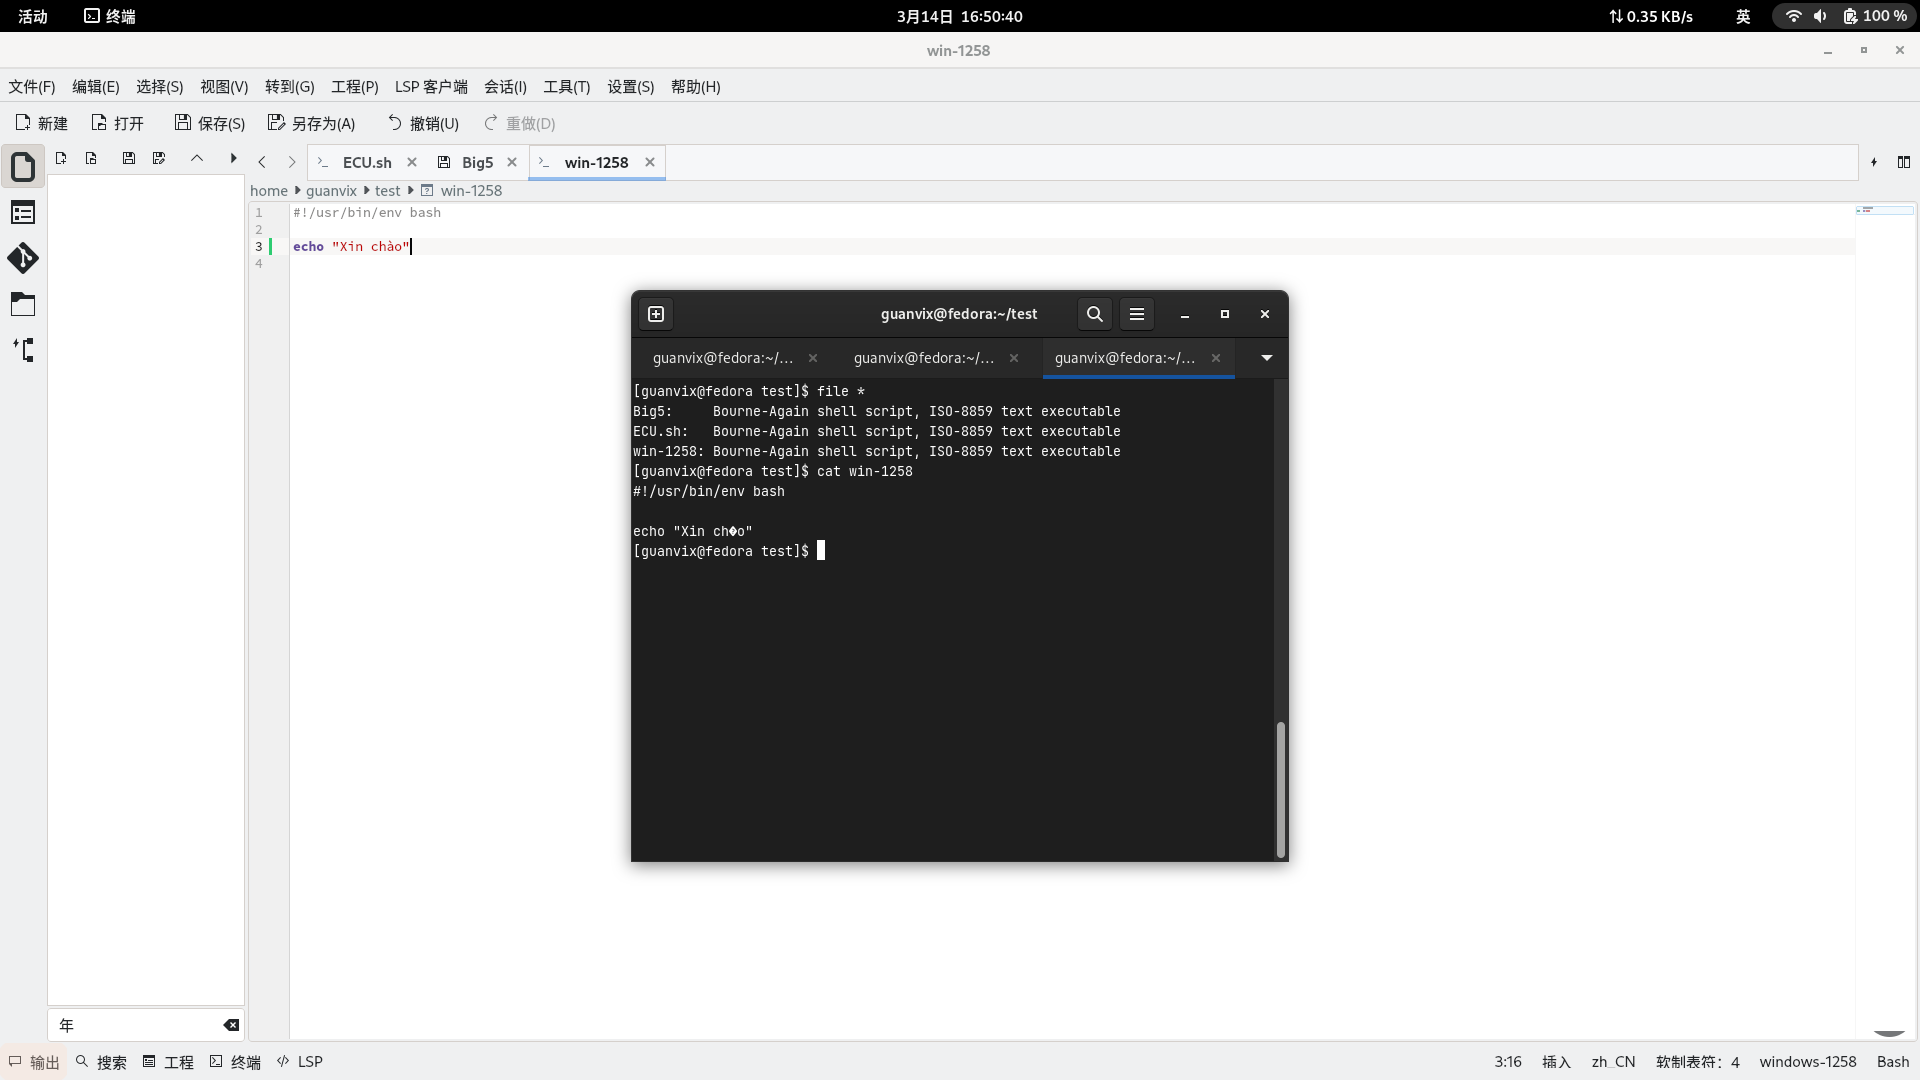 活动 终端 3月14日 16:50:40 0.35 KB/s 英 100 %
win-1258
文件(F) 编辑(E) 选择(S) 视图(V) 转到(G) 工程(P) LSP 客户端 会话(I) 工具(T) 设置(S) 帮助(H)
新建 打开 保存(S) 另存为(A) 撤销(U) 重做(D)
ECU.sh Big5 win-1258
home guanvix test win-1258
1 #!/usr/bin/env bash
2
3 echo "Xin chào"
4
guanvix@fedora:~/test
guanvix@fedora:~/... guanvix@fedora:~/... guanvix@fedora:~/...
[guanvix@fedora test]$ file *
Big5: Bourne-Again shell script, ISO-8859 text executable
ECU.sh: Bourne-Again shell script, ISO-8859 text executable
win-1258: Bourne-Again shell script, ISO-8859 text executable
[guanvix@fedora test]$ cat win-1258
#!/usr/bin/env bash
echo "Xin ch�o"
[guanvix@fedora test]$
年
输出 搜索 工程 终端 LSP 3:16 插入 zh_CN 软制表符：4 windows-1258 Bash